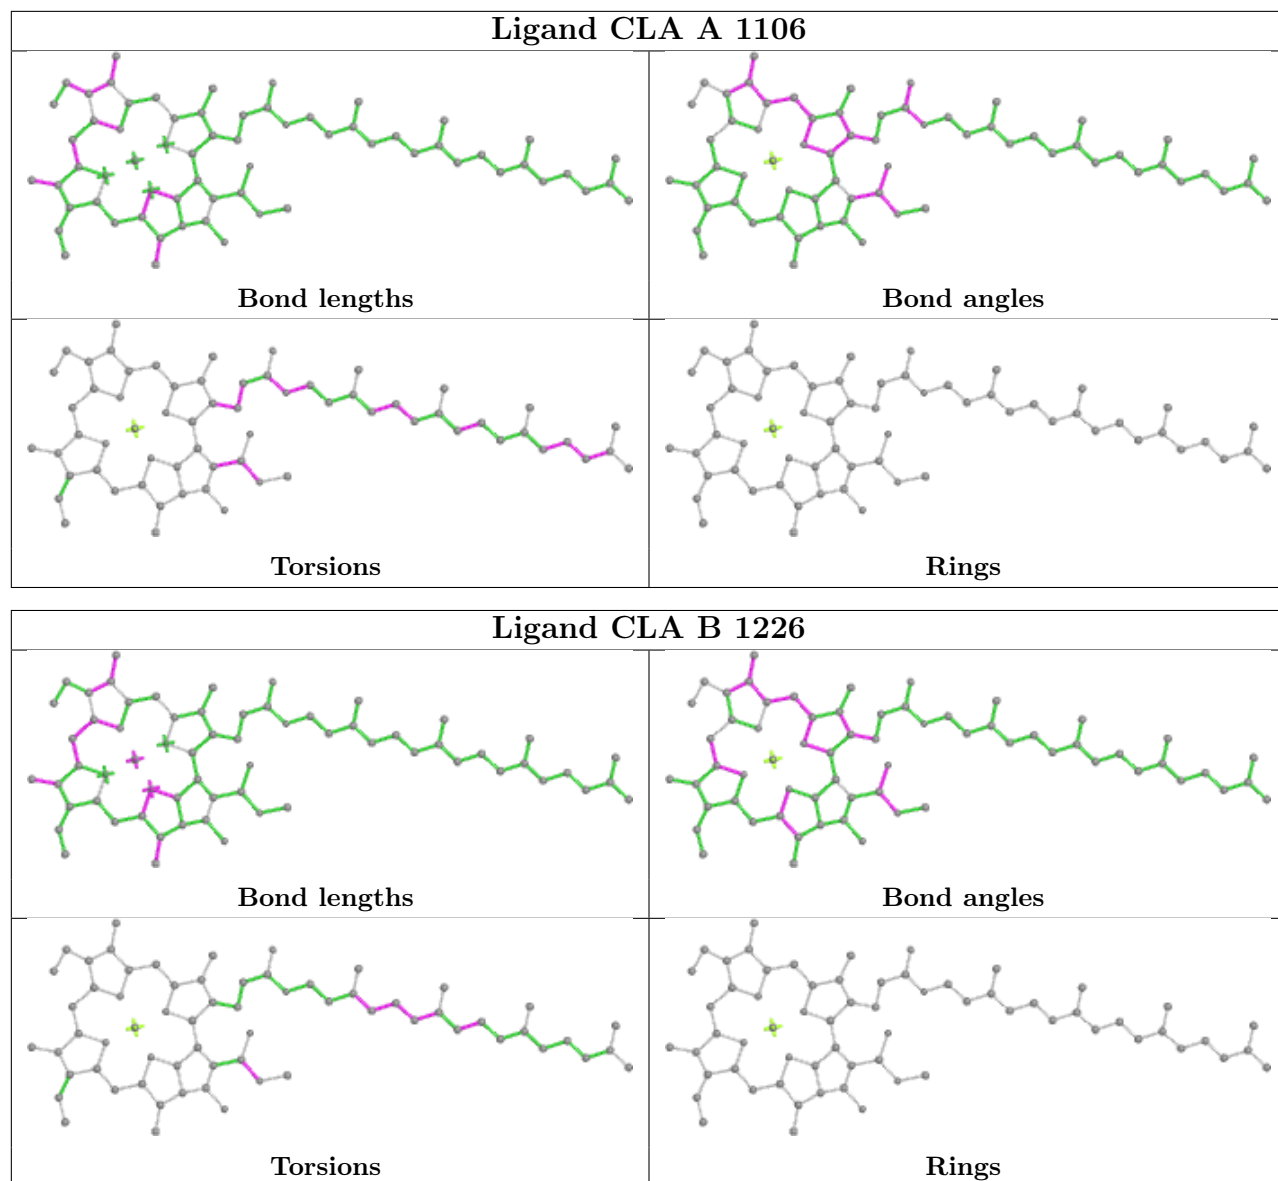 Ligand CLA A 1106
Bond lengths
Bond angles
Torsions
Rings
Ligand CLA B 1226
Bond lengths
Bond angles
Torsions
Rings